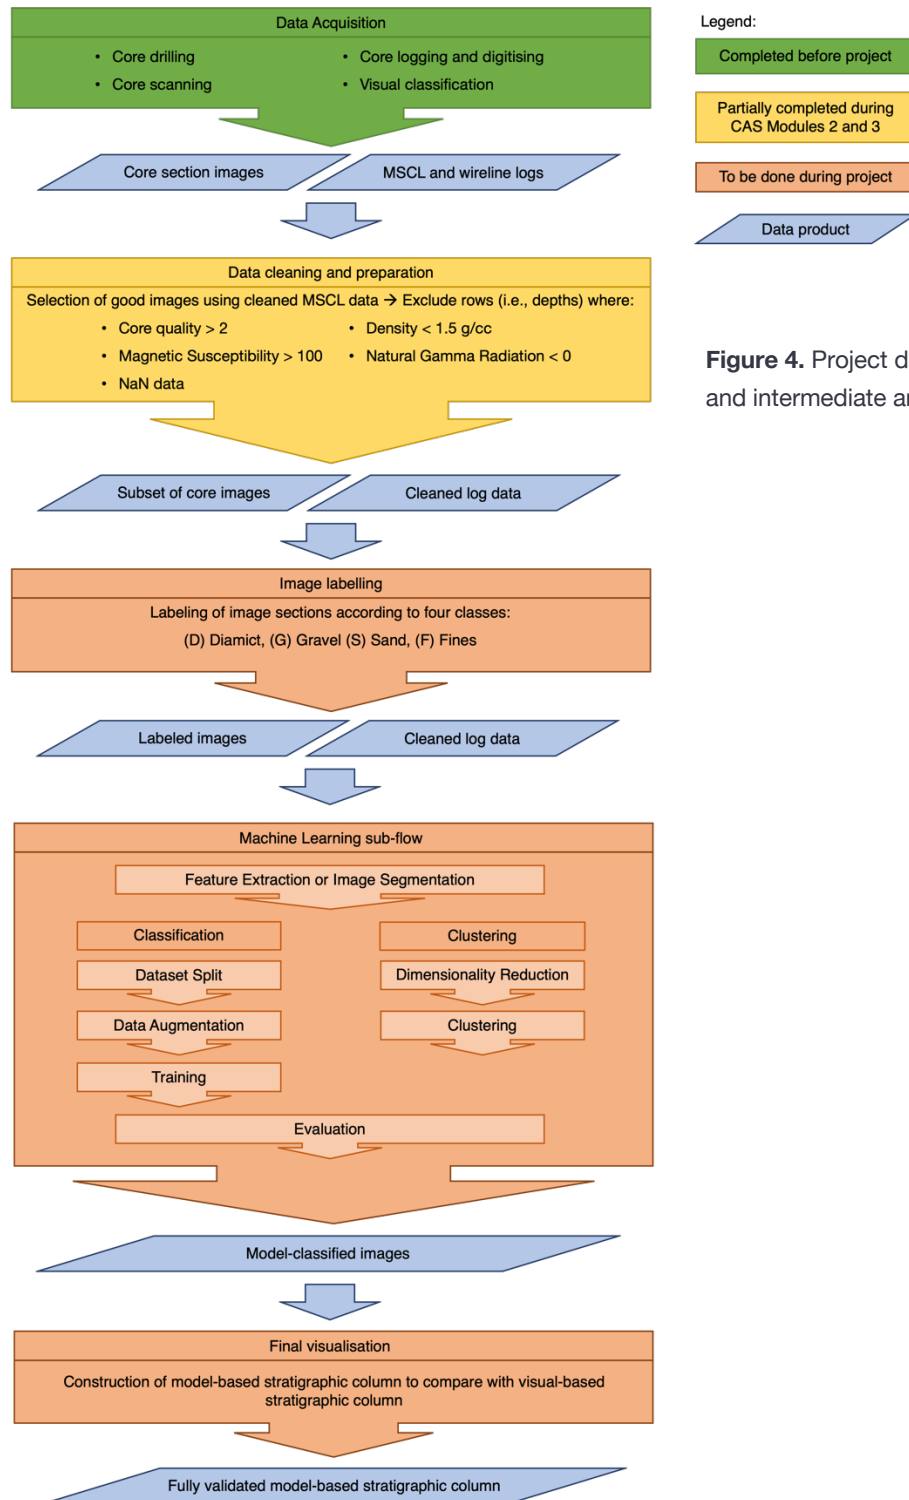 Data Acquisition
• Core drilling
• Core logging and digitising
• Core scanning
• Visual classification
Core section images
MSCL and wireline logs
Data cleaning and preparation
Selection of good images using cleaned MSCL data → Exclude rows (i.e., depths) where:
• Core quality > 2
• Density < 1.5 g/cc
• Magnetic Susceptibility > 100
• Natural Gamma Radiation < 0
• NaN data
Subset of core images
Cleaned log data
Image labelling
Labeling of image sections according to four classes:
(D) Diamict, (G) Gravel (S) Sand, (F) Fines
Labeled images
Cleaned log data
Machine Learning sub-flow
Feature Extraction or Image Segmentation
Classification
Clustering
Dataset Split
Dimensionality Reduction
Data Augmentation
Clustering
Training
Evaluation
Model-classified images
Final visualisation
Construction of model-based stratigraphic column to compare with visual-based
stratigraphic column
Fully validated model-based stratigraphic column
Legend:
Completed before project
Partially completed during
CAS Modules 2 and 3
To be done during project
Data product
Figure 4. Project
and intermediate